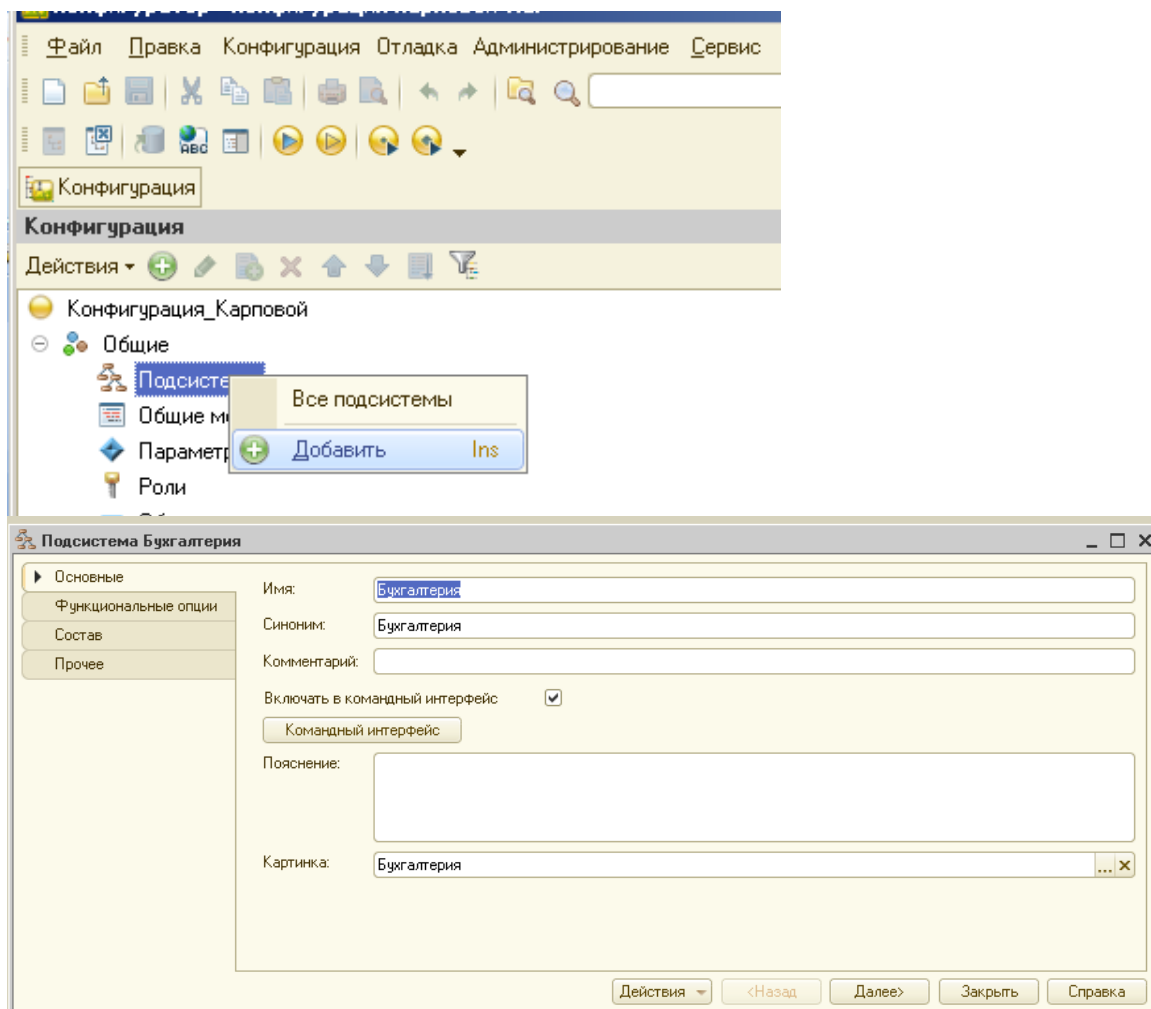 Файл Правка Конфигурация Отладка Администрирование Сервис
ABC
Конфигурация
Конфигурация
Действия
Конфигурация_Карповой
Общие
Подсисте
Все подсистемы
Общие м
Параметр
Добавить Ins
Роли
Подсистема Бухгалтерия
Основные
Функциональные опции
Состав
Прочее
Имя: Бухгалтерия
Синоним: Бухгалтерия
Комментарий:
Включать в командный интерфейс
Командный интерфейс
Пояснение:
Картинка: Бухгалтерия ...
Действия <Назад Далее> Закрыть Справка